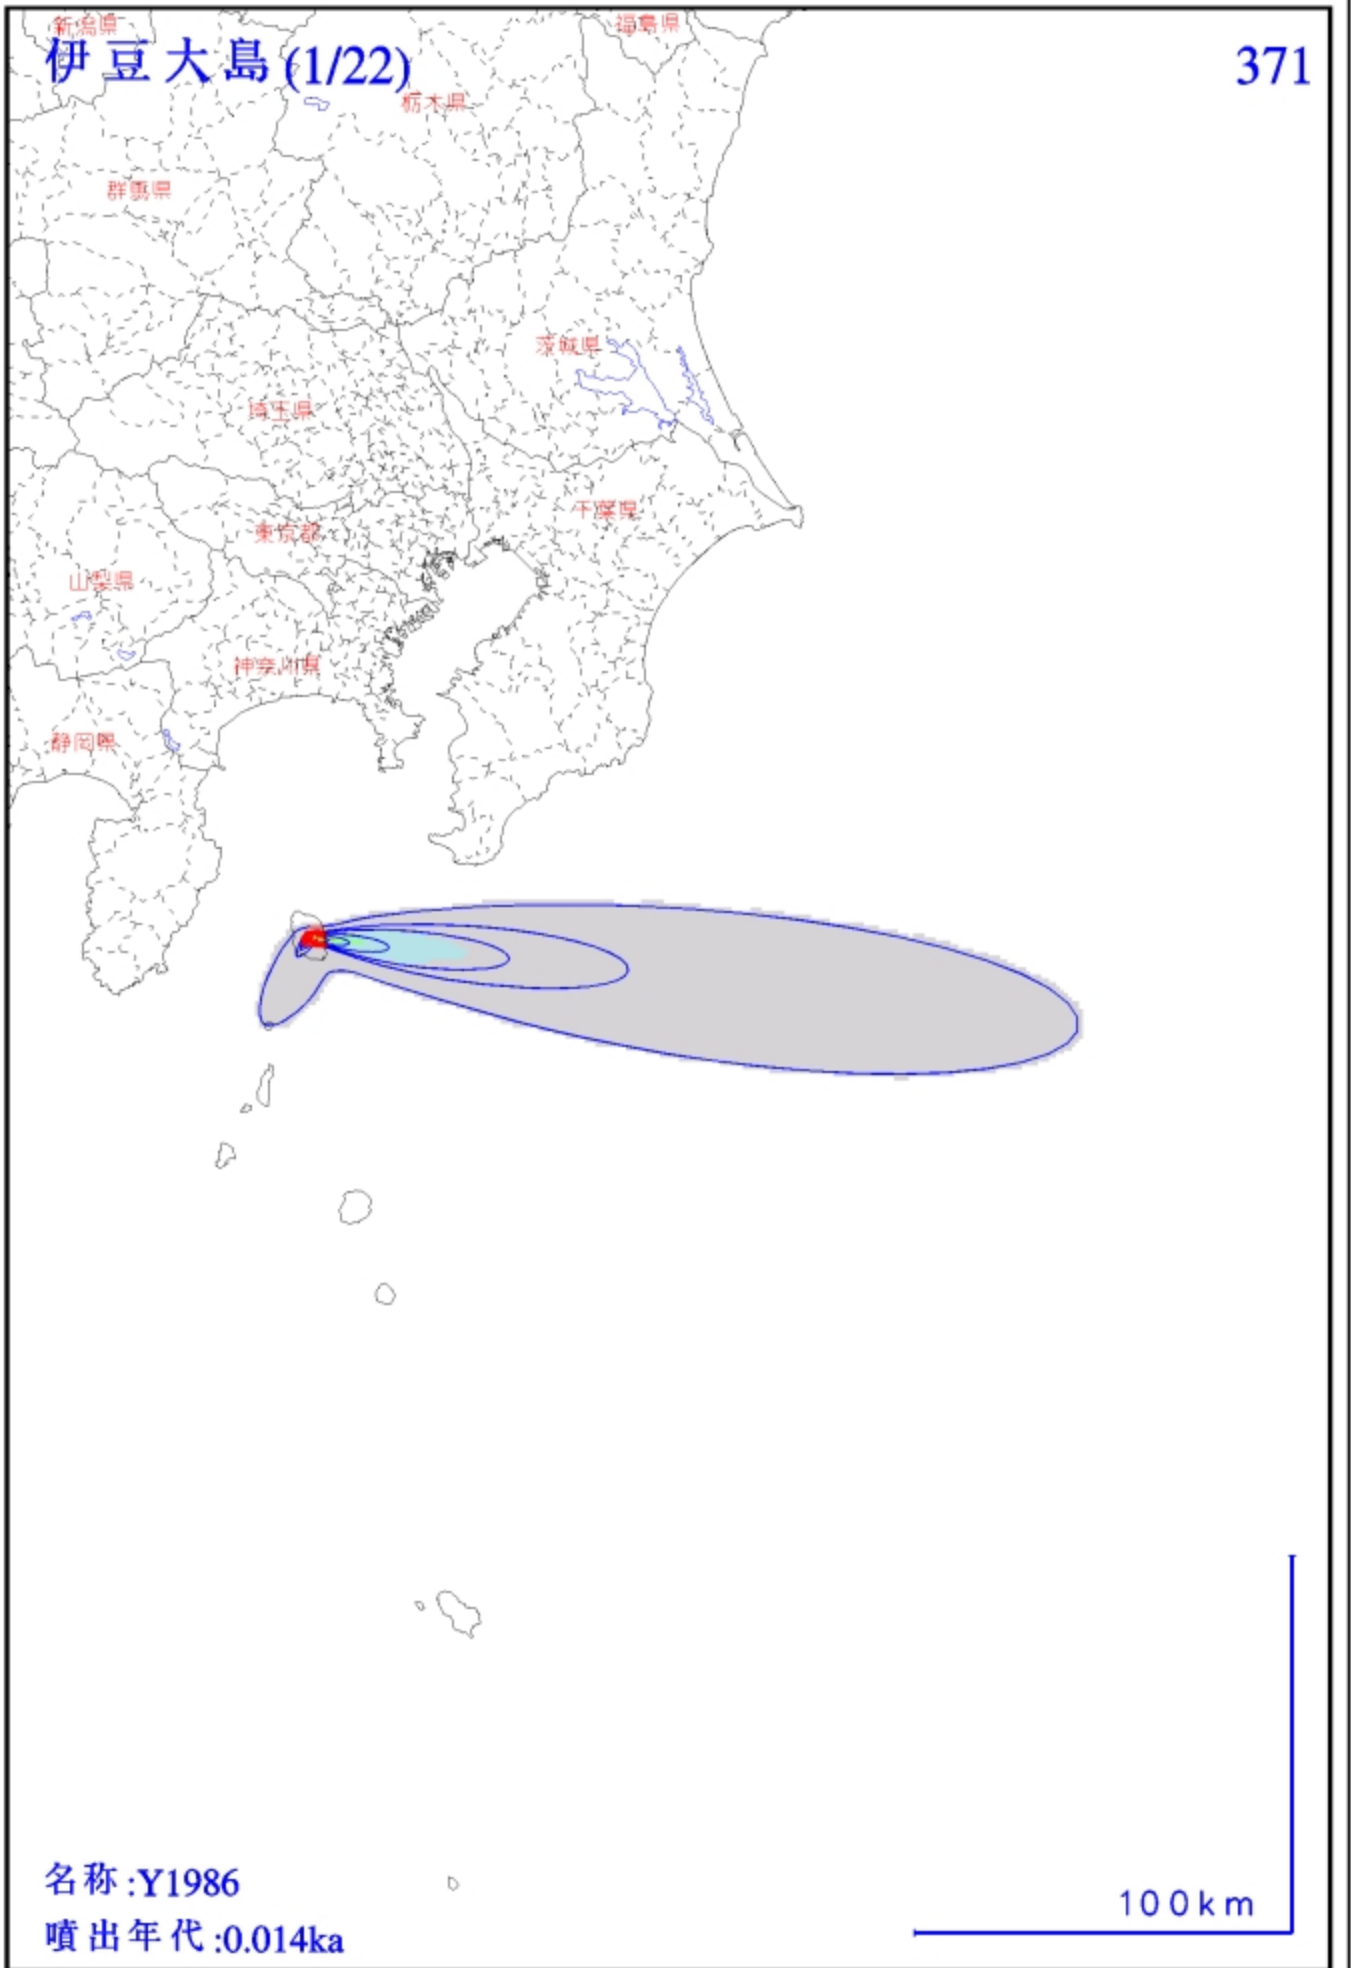 新潟県
福島県
伊豆大島(1/22)
371
栃木県
群馬県
茨城県
埼玉県
千葉県
東京都
山梨県
神奈川県
静岡県
名称:Y1986
噴出年代:0.014ka
100km